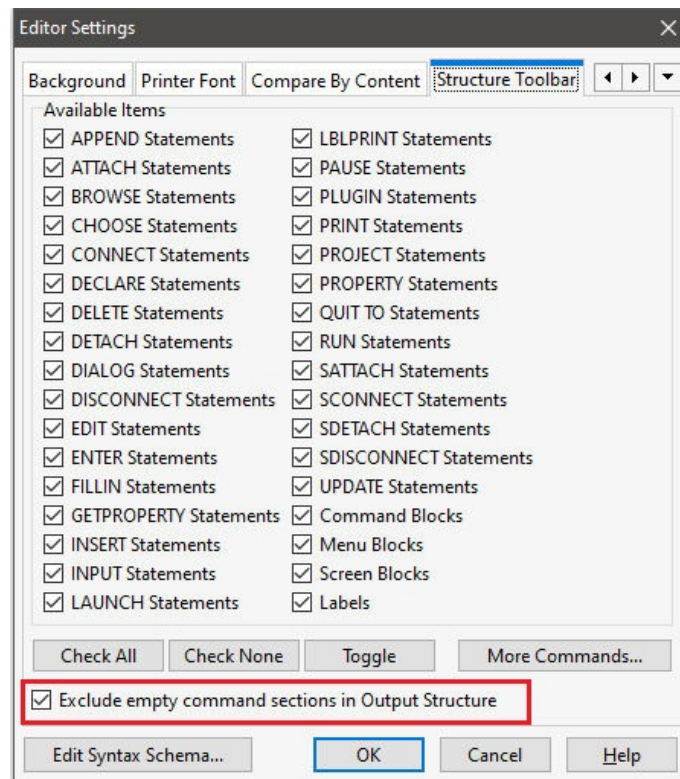 Editor Settings
Background Printer Font Compare By Content Structure Toolbar
Available Items
APPEND Statements LBLPRINT Statements
ATTACH Statements PAUSE Statements
BROWSE Statements PLUGIN Statements
CHOOSE Statements PRINT Statements
CONNECT Statements PROJECT Statements
DECLARE Statements PROPERTY Statements
DELETE Statements QUIT TO Statements
DETACH Statements RUN Statements
DIALOG Statements SATTACH Statements
DISCONNECT Statements SCONNECT Statements
EDIT Statements SDETACH Statements
ENTER Statements SDISCONNECT Statements
FILLIN Statements UPDATE Statements
GETPROPERTY Statements Command Blocks
INSERT Statements Menu Blocks
INPUT Statements Screen Blocks
LAUNCH Statements Labels
Check All Check None Toggle More Commands...
Exclude empty command sections in Output Structure
Edit Syntax Schema... OK Cancel Help